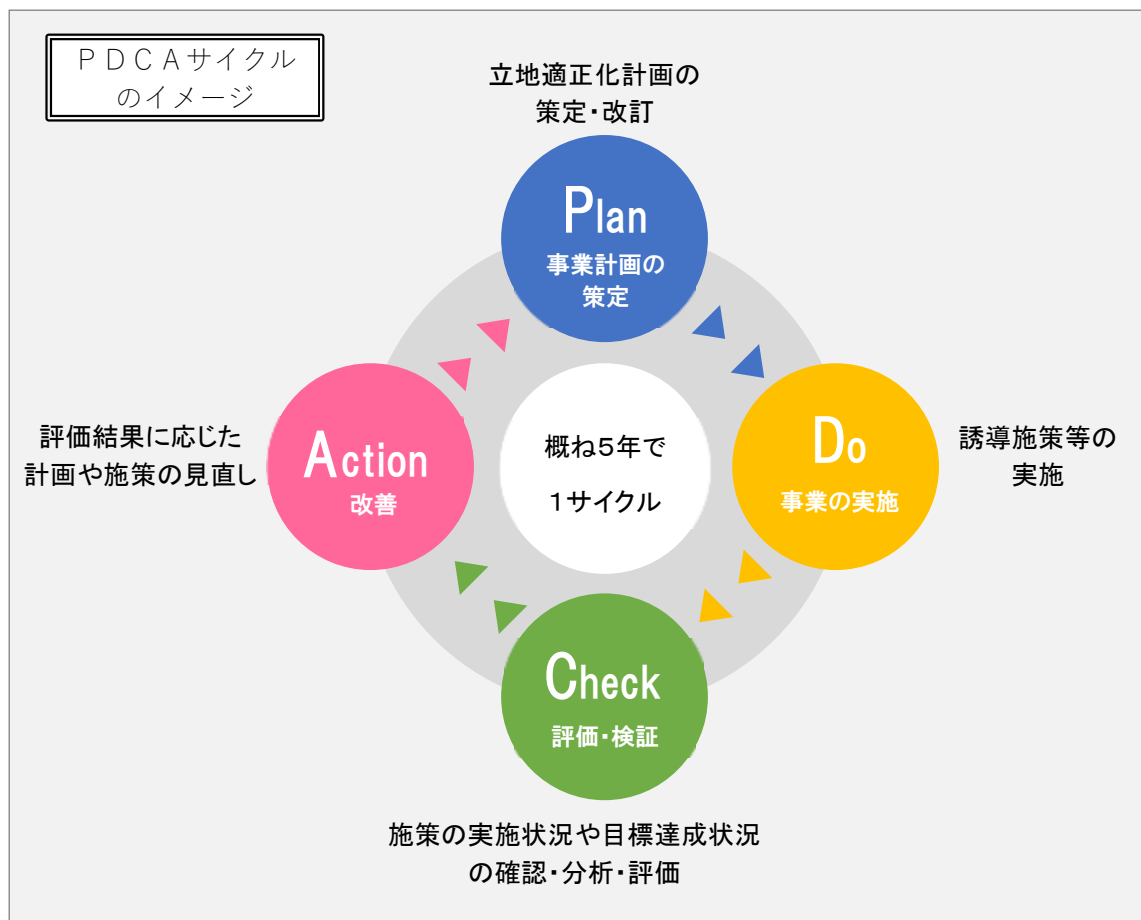 ＰＤＣＡサイクル
のイメージ
立地適正化計画の
策定・改訂
Plan
事業計画の
策定
評価結果に応じた
計画や施策の見直し
Action
改善
概ね５年で
１サイクル
Do
事業の実施
誘導施策等の
実施
Check
評価・検証
施策の実施状況や目標達成状況
の確認・分析・評価